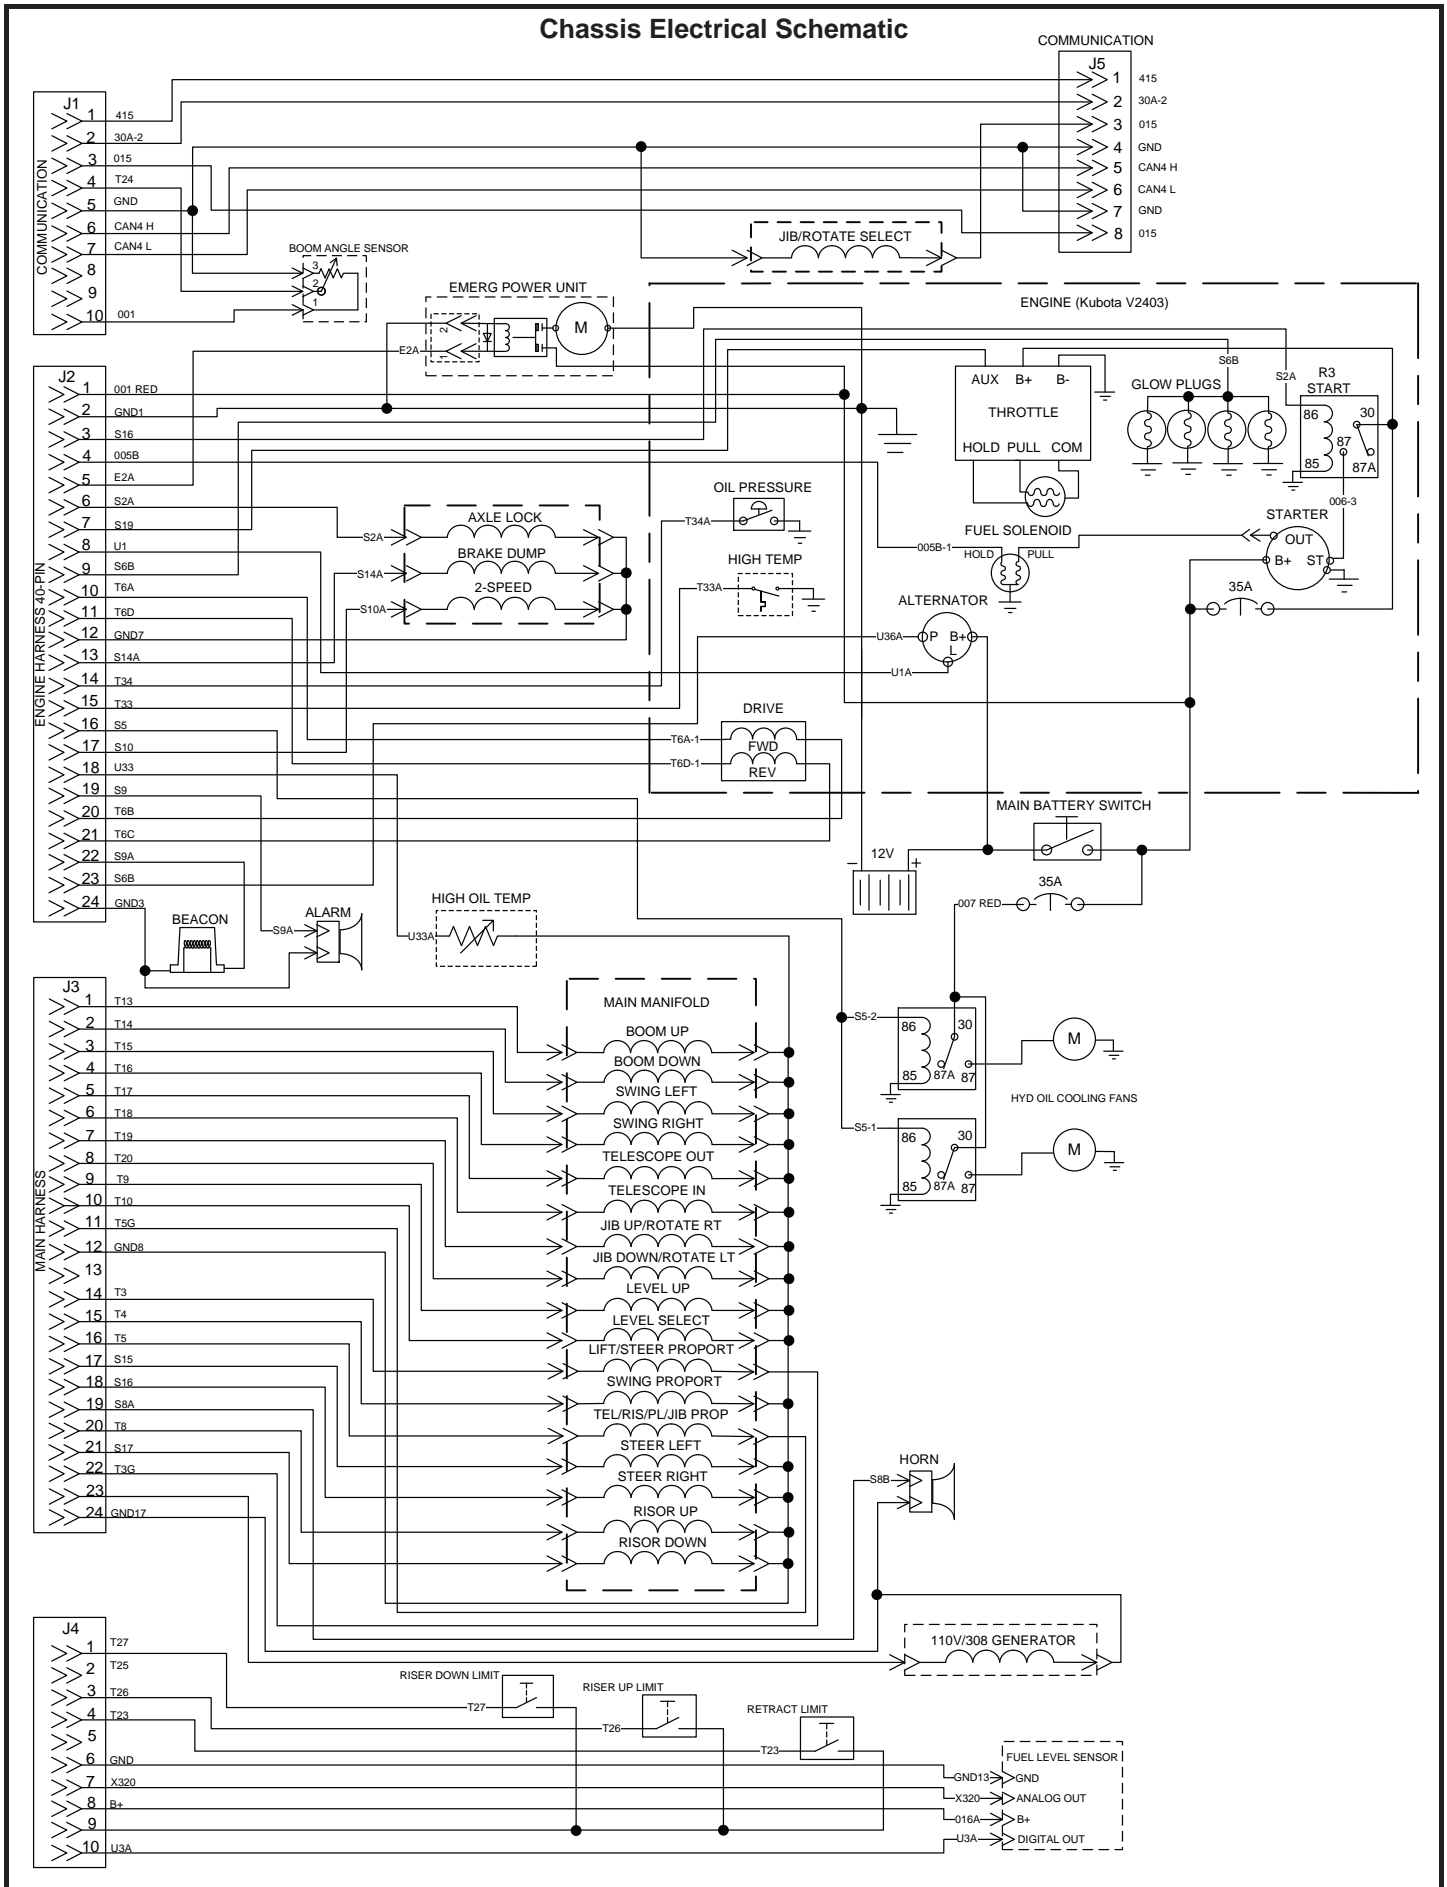 Chassis Electrical Schematic
COMMUNICATION
J5
1 415
2 30A-2
3 015
4 GND
5 CAN4 H
6 CAN4 L
7 GND
8 015
COMMUNICATION
J1
1 415
2 30A-2
3 015
4 T24
5 GND
6 CAN4 H
7 CAN4 L
8
9
10 001
BOOM ANGLE SENSOR
3
2
1
JIB/ROTATE SELECT
EMERG POWER UNIT
2
1
E2A
M
ENGINE (Kubota V2403)
AUX B+ B-
THROTTLE
HOLD PULL COM
GLOW PLUGS
S6B
S2A
R3
START
86
30
87
85
87A
006-3
STARTER
OUT
B+ ST
35A
FUEL SOLENOID
005B-1
HOLD
PULL
OIL PRESSURE
T34A
HIGH TEMP
T33A
ALTERNATOR
U36A
P B+
L
U1A
DRIVE
T6A-1
FWD
T6D-1
REV
ENGINE HARNESS 40-PIN
J2
1 001 RED
2 GND1
3 S16
4 005B
5 E2A
6 S2A
7 S19
8 U1
9 S6B
10 T6A
11 T6D
12 GND7
13 S14A
14 T34
15 T33
16 S5
17 S10
18 U33
19 S9
20 T6B
21 T6C
22 S9A
23 S6B
24 GND3
AXLE LOCK
S2A
BRAKE DUMP
S14A
2-SPEED
S10A
MAIN BATTERY SWITCH
12V
- +
35A
007 RED
BEACON
ALARM
S9A
HIGH OIL TEMP
U33A
S5-2
86
30
85
87A
87
M
HYD OIL COOLING FANS
S5-1
86
30
85
87A
87
M
MAIN HARNESS
J3
1 T13
2 T14
3 T15
4 T16
5 T17
6 T18
7 T19
8 T20
9 T9
10 T10
11 T5G
12 GND8
13
14 T3
15 T4
16 T5
17 S15
18 S16
19 S8A
20 T8
21 S17
22 T3G
23
24 GND17
MAIN MANIFOLD
BOOM UP
BOOM DOWN
SWING LEFT
SWING RIGHT
TELESCOPE OUT
TELESCOPE IN
JIB UP/ROTATE RT
JIB DOWN/ROTATE LT
LEVEL UP
LEVEL SELECT
LIFT/STEER PROPORT
SWING PROPORT
TEL/RIS/PL/JIB PROP
STEER LEFT
STEER RIGHT
RISOR UP
RISOR DOWN
HORN
S8B
110V/308 GENERATOR
J4
1 T27
2 T25
3 T26
4 T23
5
6 GND
7 X320
8 B+
9
10 U3A
RISER DOWN LIMIT
T27
RISER UP LIMIT
T26
RETRACT LIMIT
T23
FUEL LEVEL SENSOR
GND13 GND
X320 ANALOG OUT
016A B+
U3A DIGITAL OUT